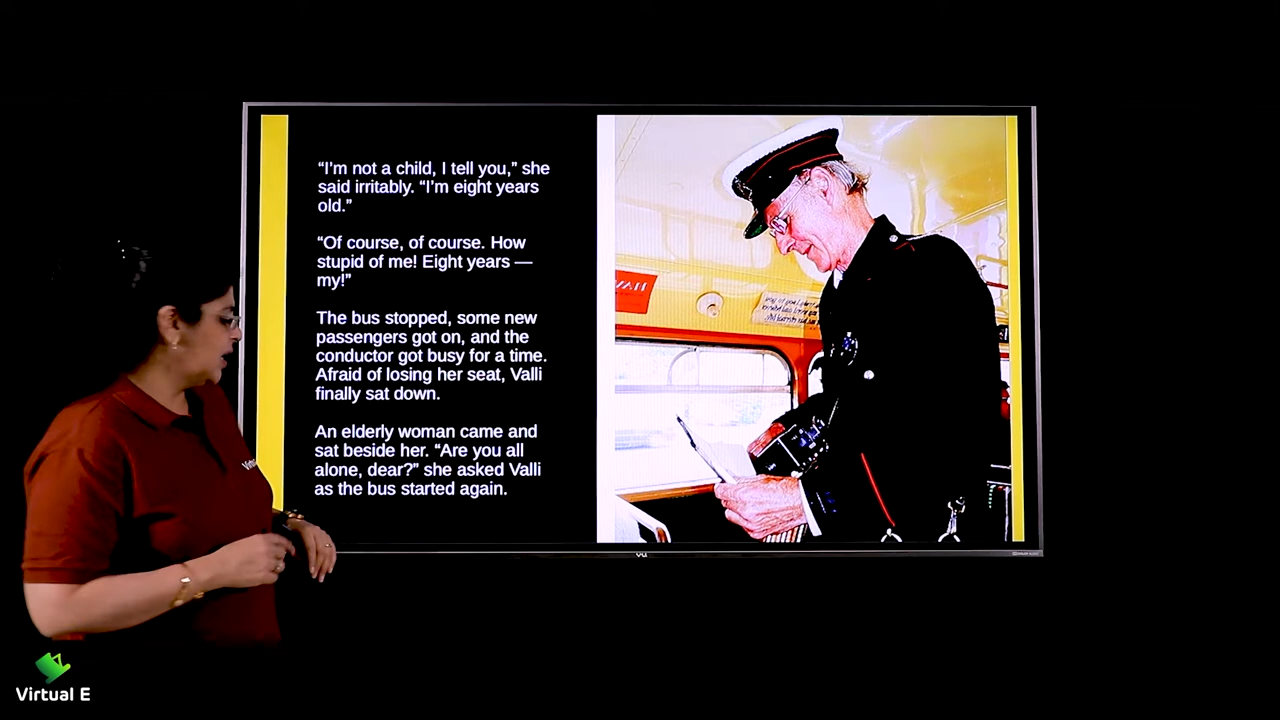 “I’m not a child, I tell you,” she
said irritably. “I’m eight years
old.”
“Of course, of course. How
stupid of me! Eight years —
my!”
The bus stopped, some new
passengers got on, and the
conductor got busy for a time.
Afraid of losing her seat, Valli
finally sat down.
An elderly woman came and
sat beside her. “Are you all
alone, dear?” she asked Valli
as the bus started again.
Vu
Virtual E